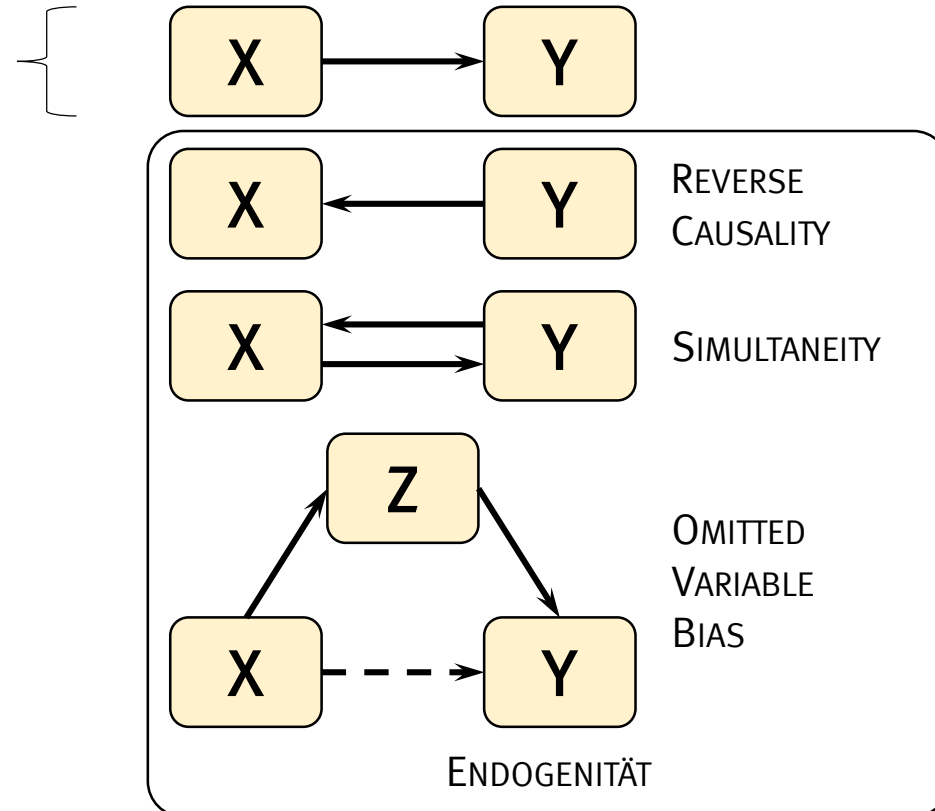 X Y
X Y REVERSE
CAUSALITY
X Y SIMULTANEITY
Z
OMITTED
VARIABLE
BIAS
X Y
ENDOGENITÄT